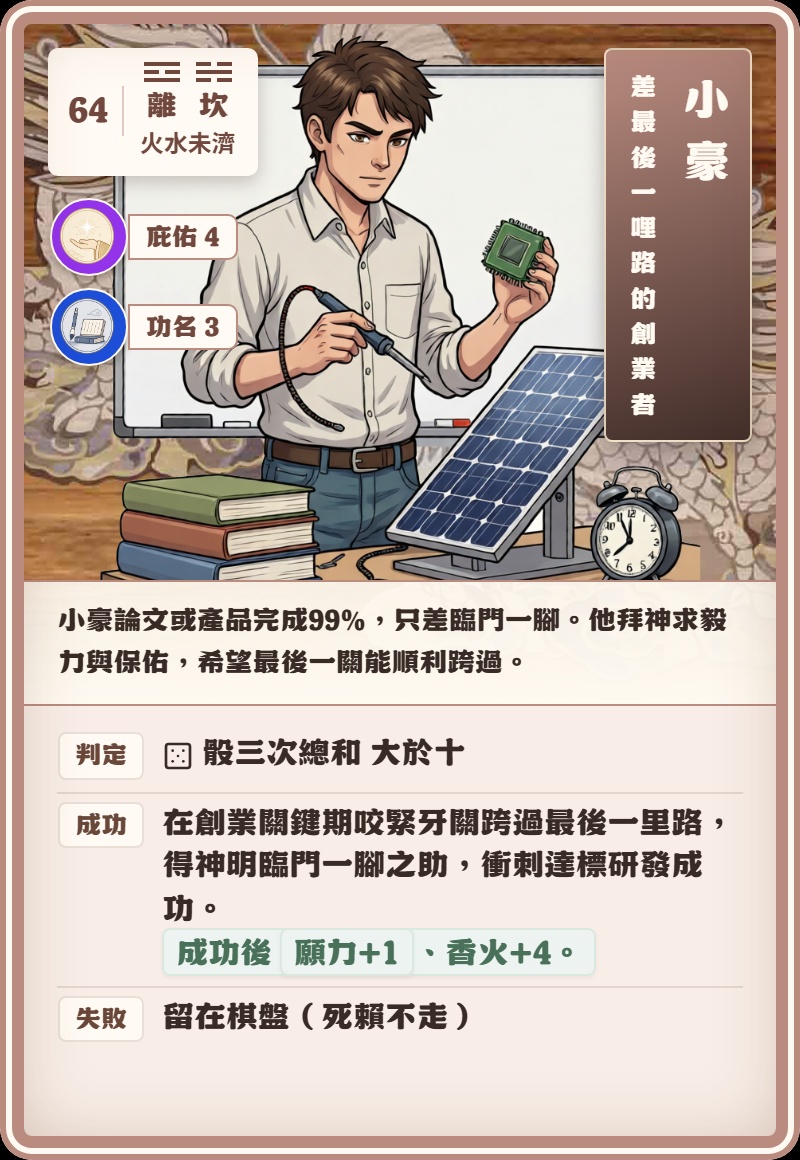 64
離 坎
火水未濟
庇佑 4
功名 3
小豪
差最後一哩路的創業者
小豪論文或產品完成99%，只差臨門一腳。他拜神求毅
力與保佑，希望最後一關能順利跨過。
判定
骰三次總和 大於十
成功
在創業關鍵期咬緊牙關跨過最後一里路，
得神明臨門一腳之助，衝刺達標研發成
功。
成功後 願力+1 、香火+4。
失敗
留在棋盤（死賴不走）